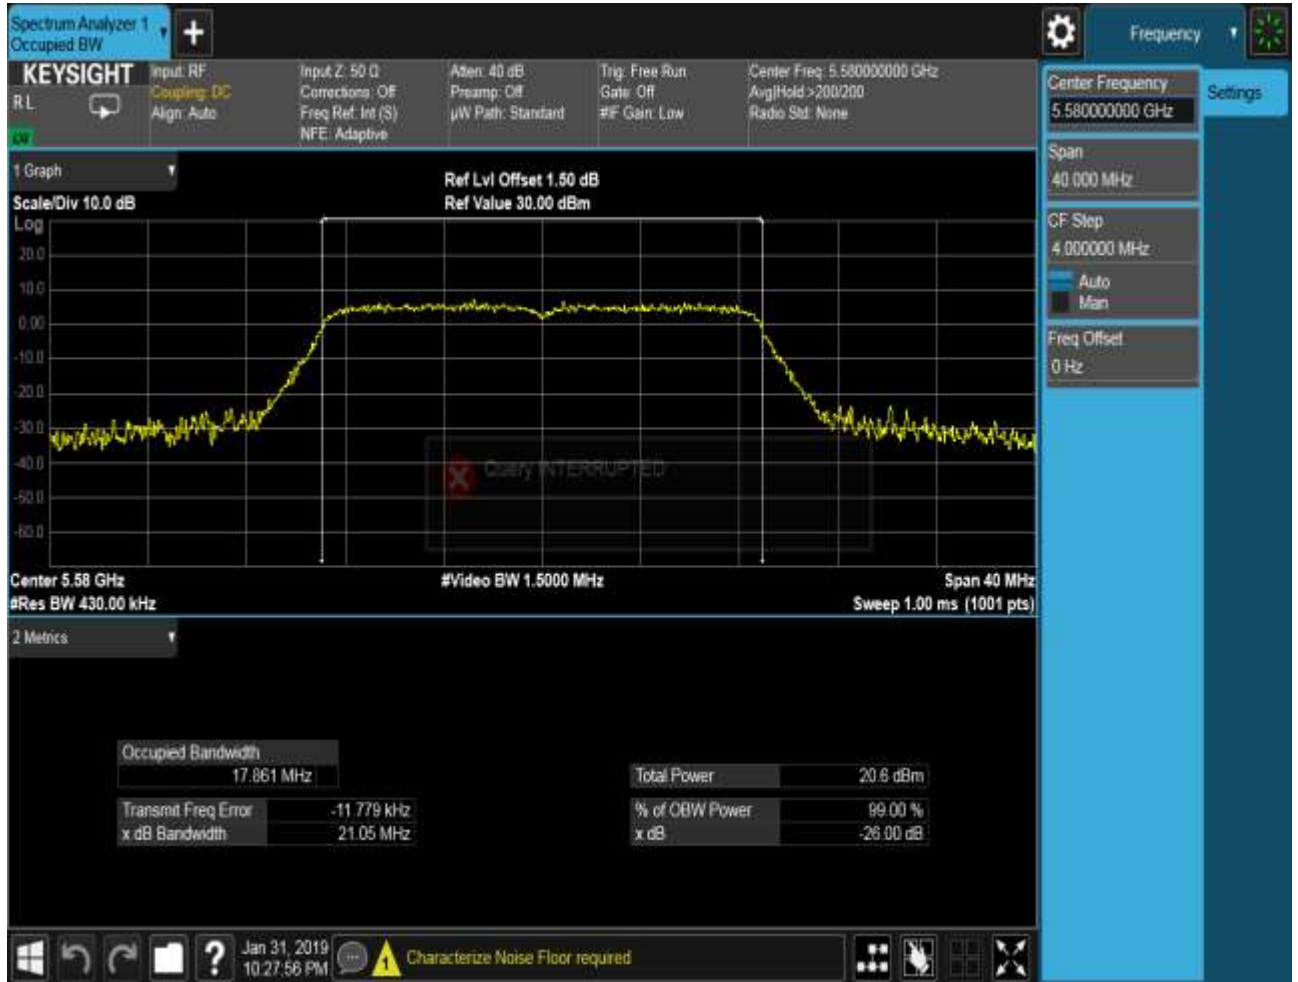 Spectrum Analyzer 1
Occupied BW
Frequency
KEYSIGHT
R L
Input: RF
Coupling: DC
Align: Auto
Input Z: 50 Ω
Corrections: Off
Freq Ref: Int (S)
NFE: Adaptive
Atten: 40 dB
Preamp: Off
µW Path: Standard
Trig: Free Run
Gate: Off
#IF Gain: Low
Center Freq: 5.580000000 GHz
Avg|Hold:>200/200
Radio Std: None
Center Frequency
5.580000000 GHz
Settings
Span
40.000 MHz
CF Step
4.000000 MHz
Auto
Man
Freq Offset
0 Hz
1 Graph
Scale/Div 10.0 dB
Ref Lvl Offset 1.50 dB
Ref Value 30.00 dBm
Log
20.0
10.0
0.00
-10.0
-20.0
-30.0
-40.0
-50.0
-60.0
Query INTERRUPTED
Center 5.58 GHz
#Video BW 1.5000 MHz
Span 40 MHz
#Res BW 430.00 kHz
Sweep 1.00 ms (1001 pts)
2 Metrics
Occupied Bandwidth
17.861 MHz
Total Power 20.6 dBm
Transmit Freq Error -11.779 kHz
% of OBW Power 99.00 %
x dB Bandwidth 21.05 MHz
x dB -26.00 dB
?
Jan 31, 2019
10:27:56 PM
1
Characterize Noise Floor required